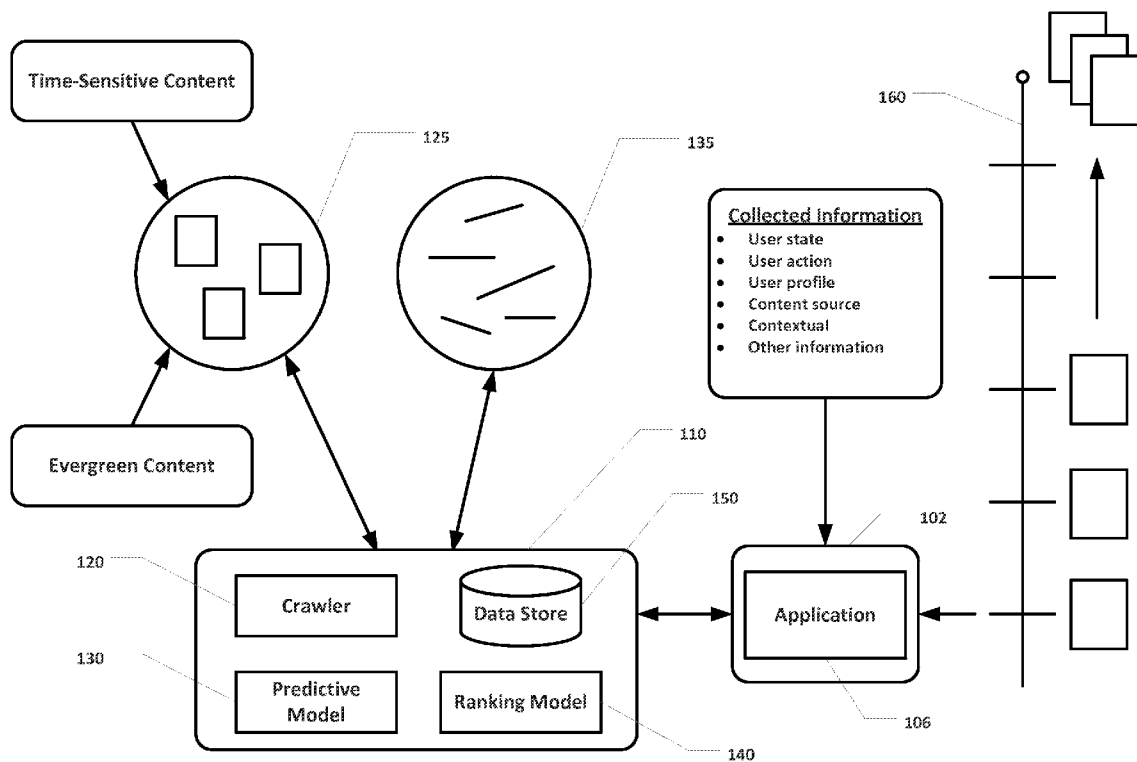 Time-Sensitive Content
125
135
160
Collected Information
• User state
• User action
• User profile
• Content source
• Contextual
• Other information
Evergreen Content
110
150
102
120
Crawler
Data Store
Application
130
Predictive
Model
Ranking Model
106
140